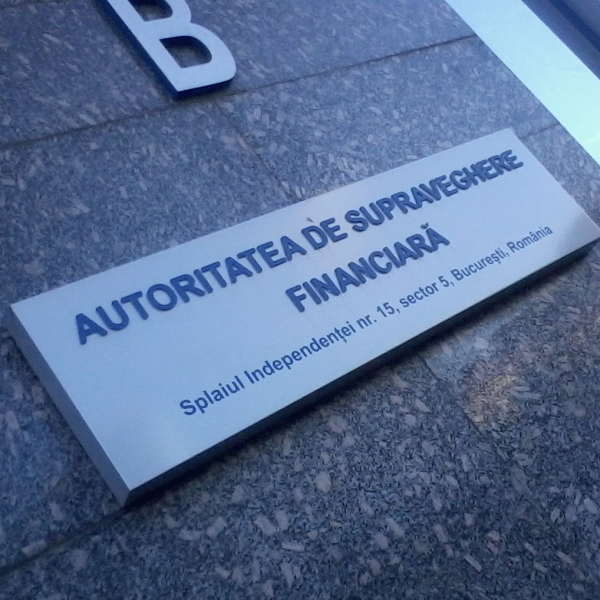 B
AUTORITATEA DE SUPRAVEGHERE
FINANCIARĂ
Splaiul Independenței nr. 15, sector 5, București, România